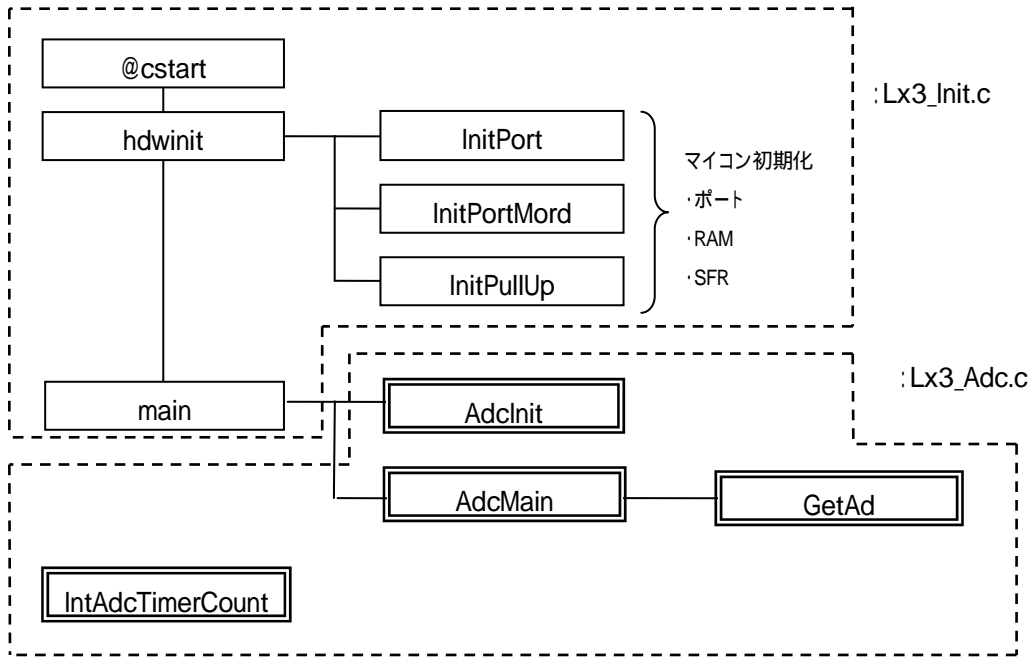 @cstart
:Lx3_Init.c
hdwinit
InitPort
マイコン初期化
・ポート
InitPortMord
・RAM
・SFR
InitPullUp
:Lx3_Adc.c
main
AdcInit
AdcMain
GetAd
IntAdcTimerCount